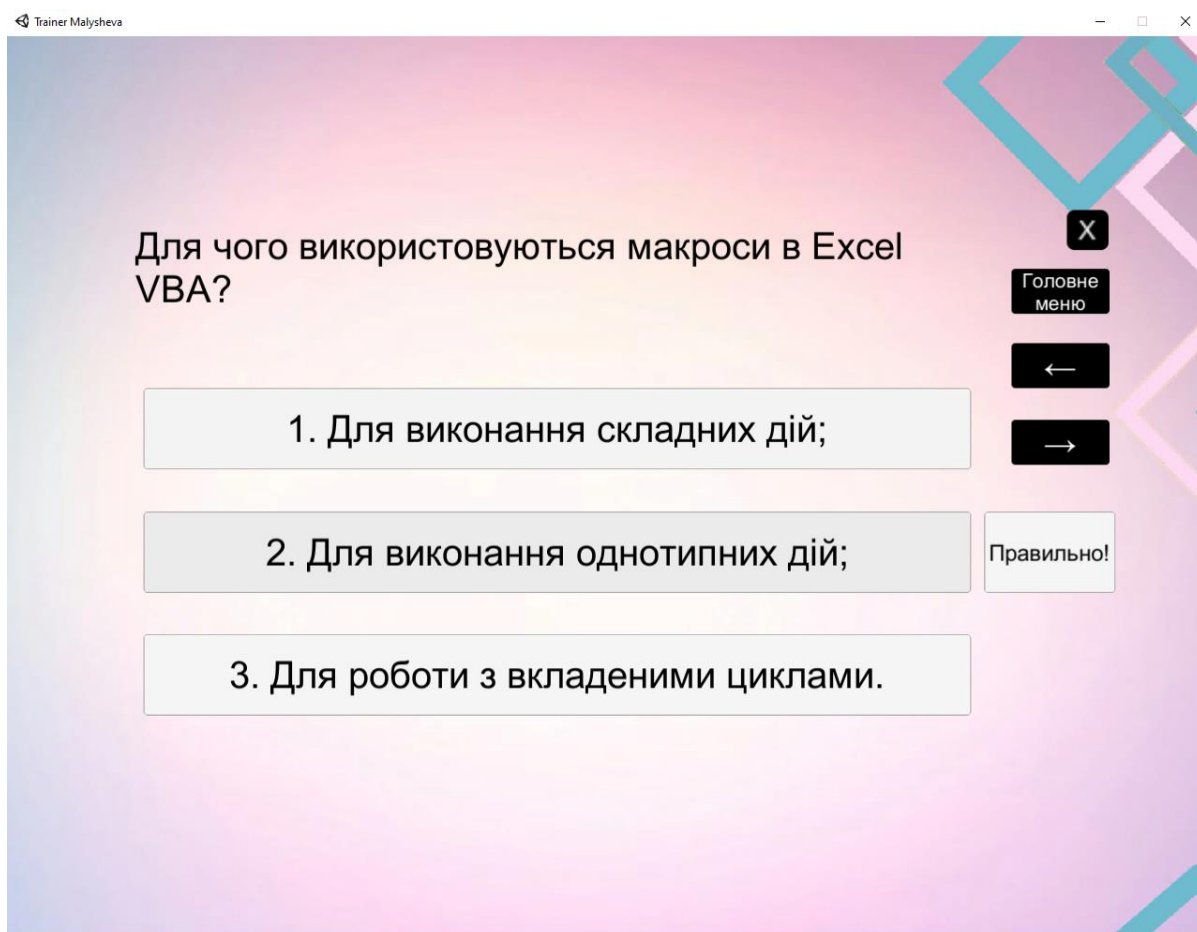 Trainer Malysheva
Для чого використовуються макроси в Excel
VBA?
X
Головне
меню
←
→
1. Для виконання складних дій;
2. Для виконання однотипних дій;
Правильно!
3. Для роботи з вкладеними циклами.